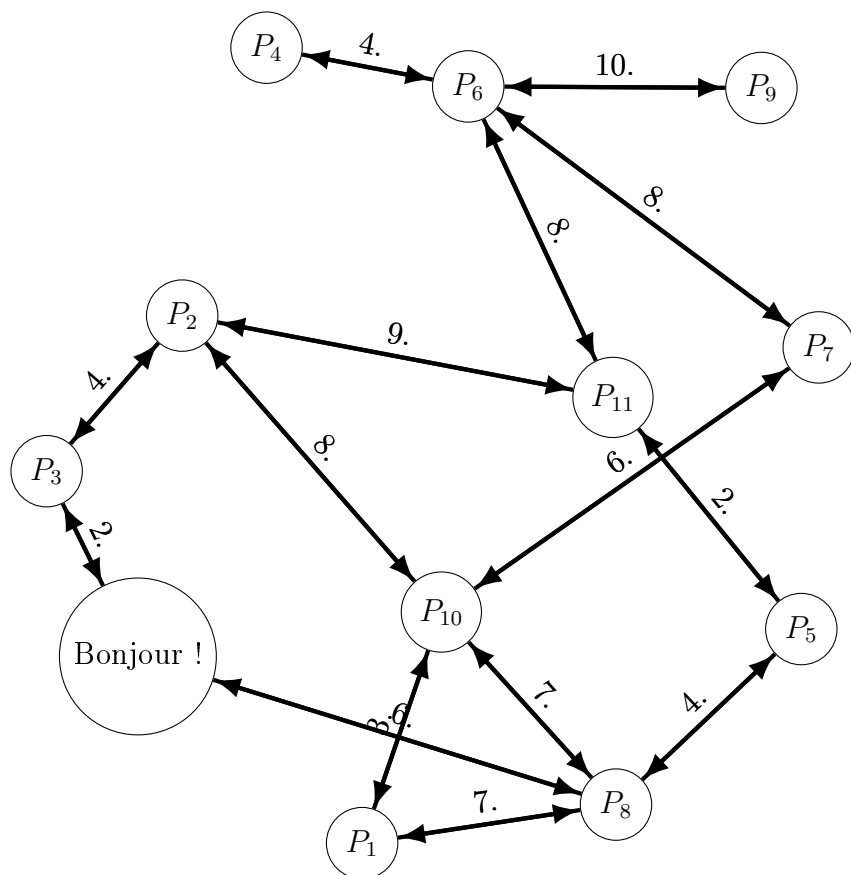 P₄
4.
P₆
10.
P₉
8.
8.
P₂
9.
P₇
4.
P₁₁
8.
6.
P₃
2.
2.
P₁₀
P₅
Bonjour !
7.
4.
3.
6.
7.
P₈
P₁